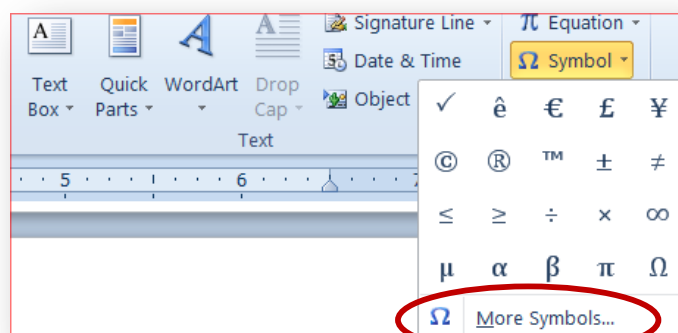 Signature Line
π Equation
A
A
A
Date & Time
Ω Symbol
Text Box
Quick Parts
WordArt
Drop Cap
Object
Text
✓ ê € £ ¥
© ® ™ ± ≠
5 6 7
≤ ≥ ÷ × ∞
µ α β π Ω
Ω More Symbols...